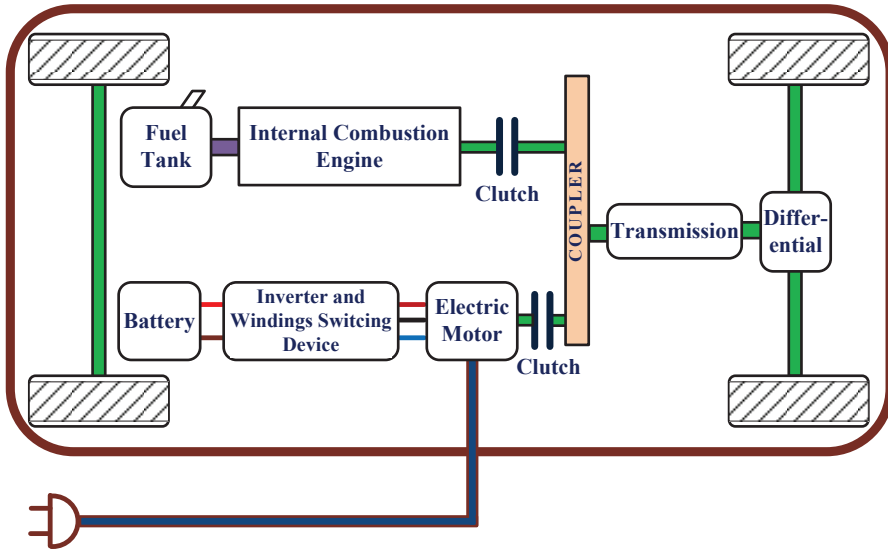 Fuel
Tank
Internal Combustion
Engine
Clutch
COUPLER
Transmission
Differ-
ential
Battery
Inverter and
Windings Switcing
Device
Electric
Motor
Clutch